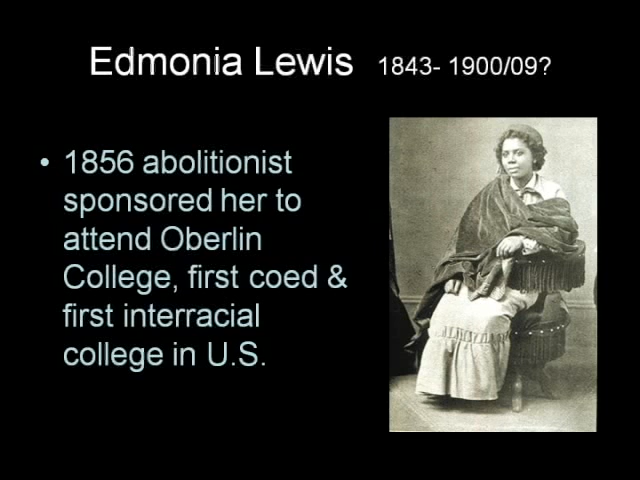 Edmonia Lewis 1843- 1900/09?
• 1856 abolitionist
sponsored her to
attend Oberlin
College, first coed &
first interracial
college in U.S.